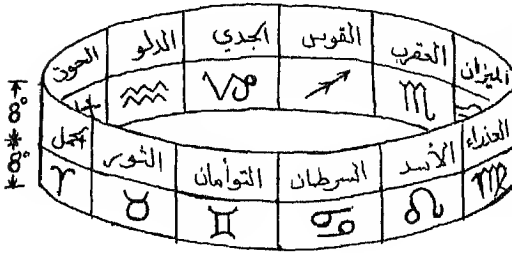 الميزان العقرب القوس الجدي الدلو الحوت
♏ ♐ ♑ ♒
8°
8°
العذراء الأسد السرطان التوأمان الثور الحمل
♍ ♌ ♋ ♊ ♉ ♈